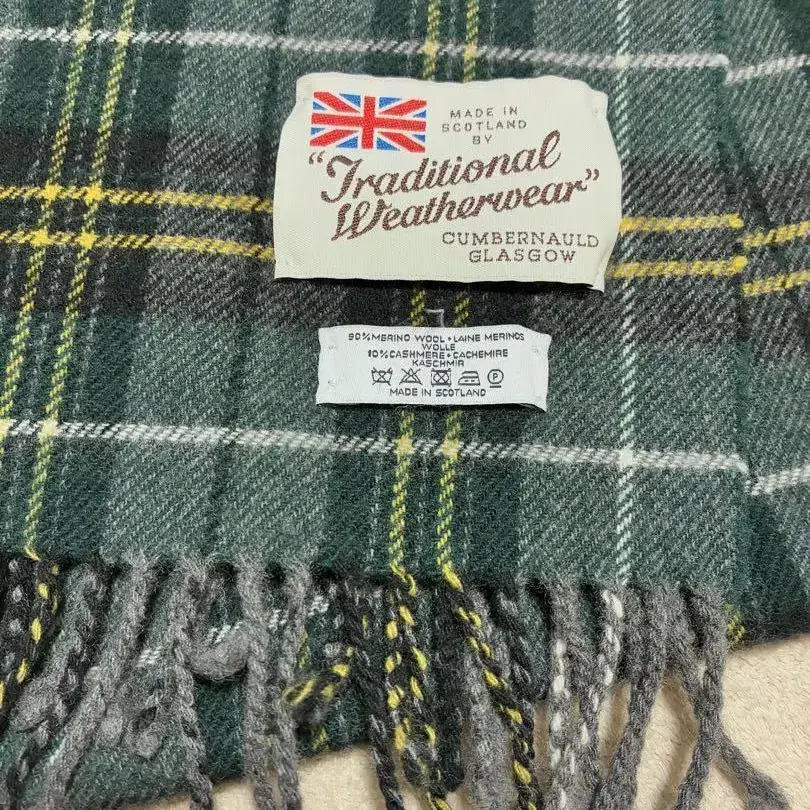 MADE IN
SCOTLAND
BY
"Traditional
Weatherwear"
CUMBERNAULD
GLASGOW
90%MERINO WOOL • LAINE MERINOS
WOLLE
10%CASHMERE • CACHEMIRE
KASCHMIR
P
MADE IN SCOTLAND